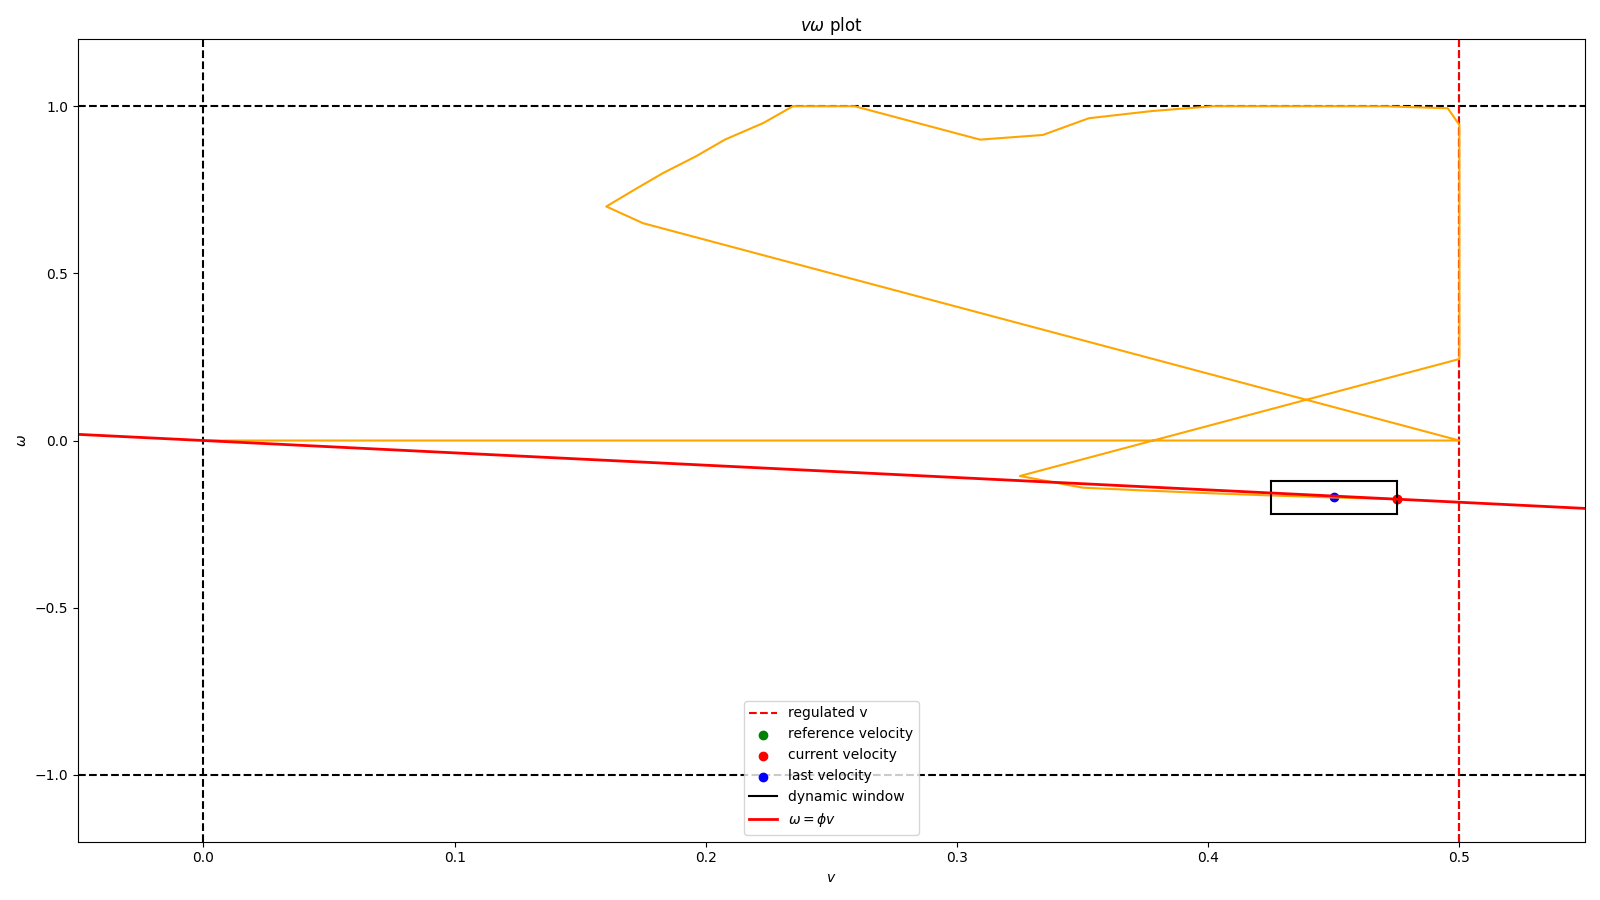 vω plot
1.0
0.5
0.0
−0.5
−1.0
ω
regulated v
reference velocity
current velocity
last velocity
dynamic window
ω = ϕv
0.0 0.1 0.2 0.3 0.4 0.5
v